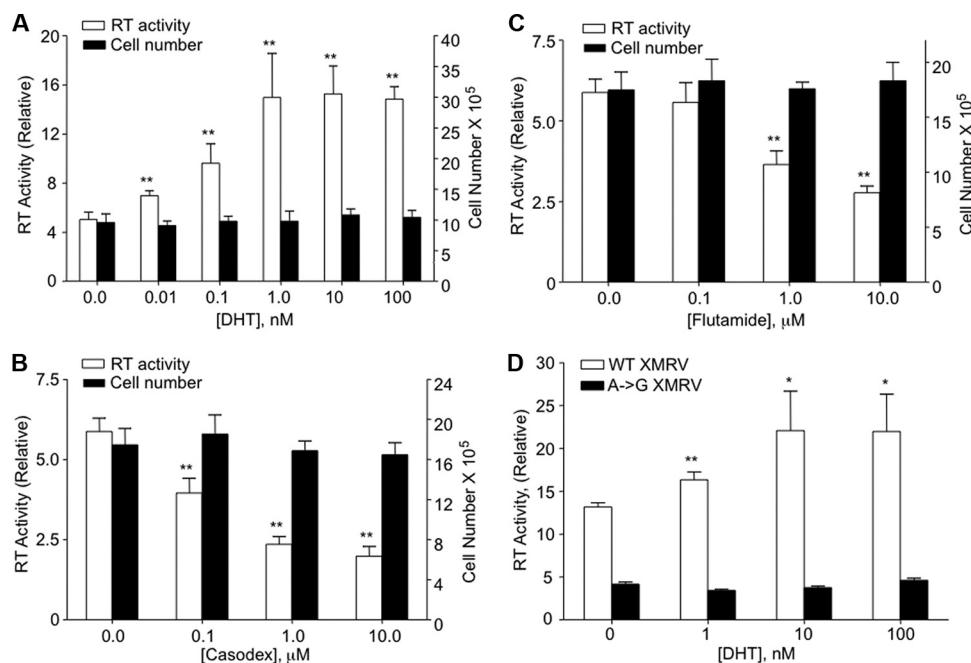 A
RT activity
Cell number
20
16
12
8
4
0
RT Activity (Relative)
40
35
30
25
20
15
10
5
0
Cell Number X 10⁵
**
**
**
**
**
0.0 0.01 0.1 1.0 10 100
[DHT], nM
C
RT activity
Cell number
7.5
5.0
2.5
0
RT Activity (Relative)
20
15
10
5
0
Cell Number X 10⁵
**
**
0.0 0.1 1.0 10.0
[Flutamide], μM
B
RT activity
Cell number
7.5
5.0
2.5
0
RT Activity (Relative)
24
20
16
12
8
4
0
Cell Number X 10⁵
**
**
**
0.0 0.1 1.0 10.0
[Casodex], μM
D
WT XMRV
A->G XMRV
30
25
20
15
10
5
0
RT Activity, (Relative)
**
*
*
0 1 10 100
[DHT], nM